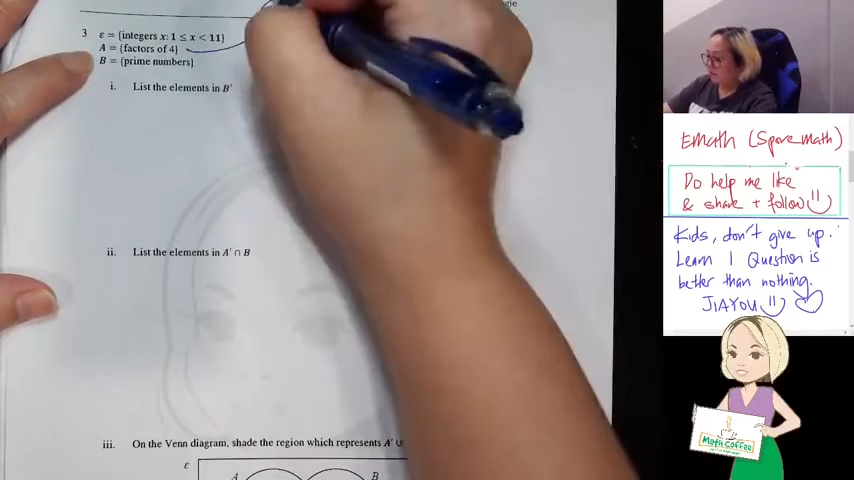 3 ε = {integers x: 1 ≤ x < 11}
A = {factors of 4}
B = {prime numbers}
i. List the elements in B'
ii. List the elements in A' ∩ B
iii. On the Venn diagram, shade the region which represents A' ∪
ε
A B
EMath (Spore Math)
Do help me like
& share + follow
Kids, don't give up.
Learn 1 Question is
better than nothing.
JIAYOU
Math Coffee